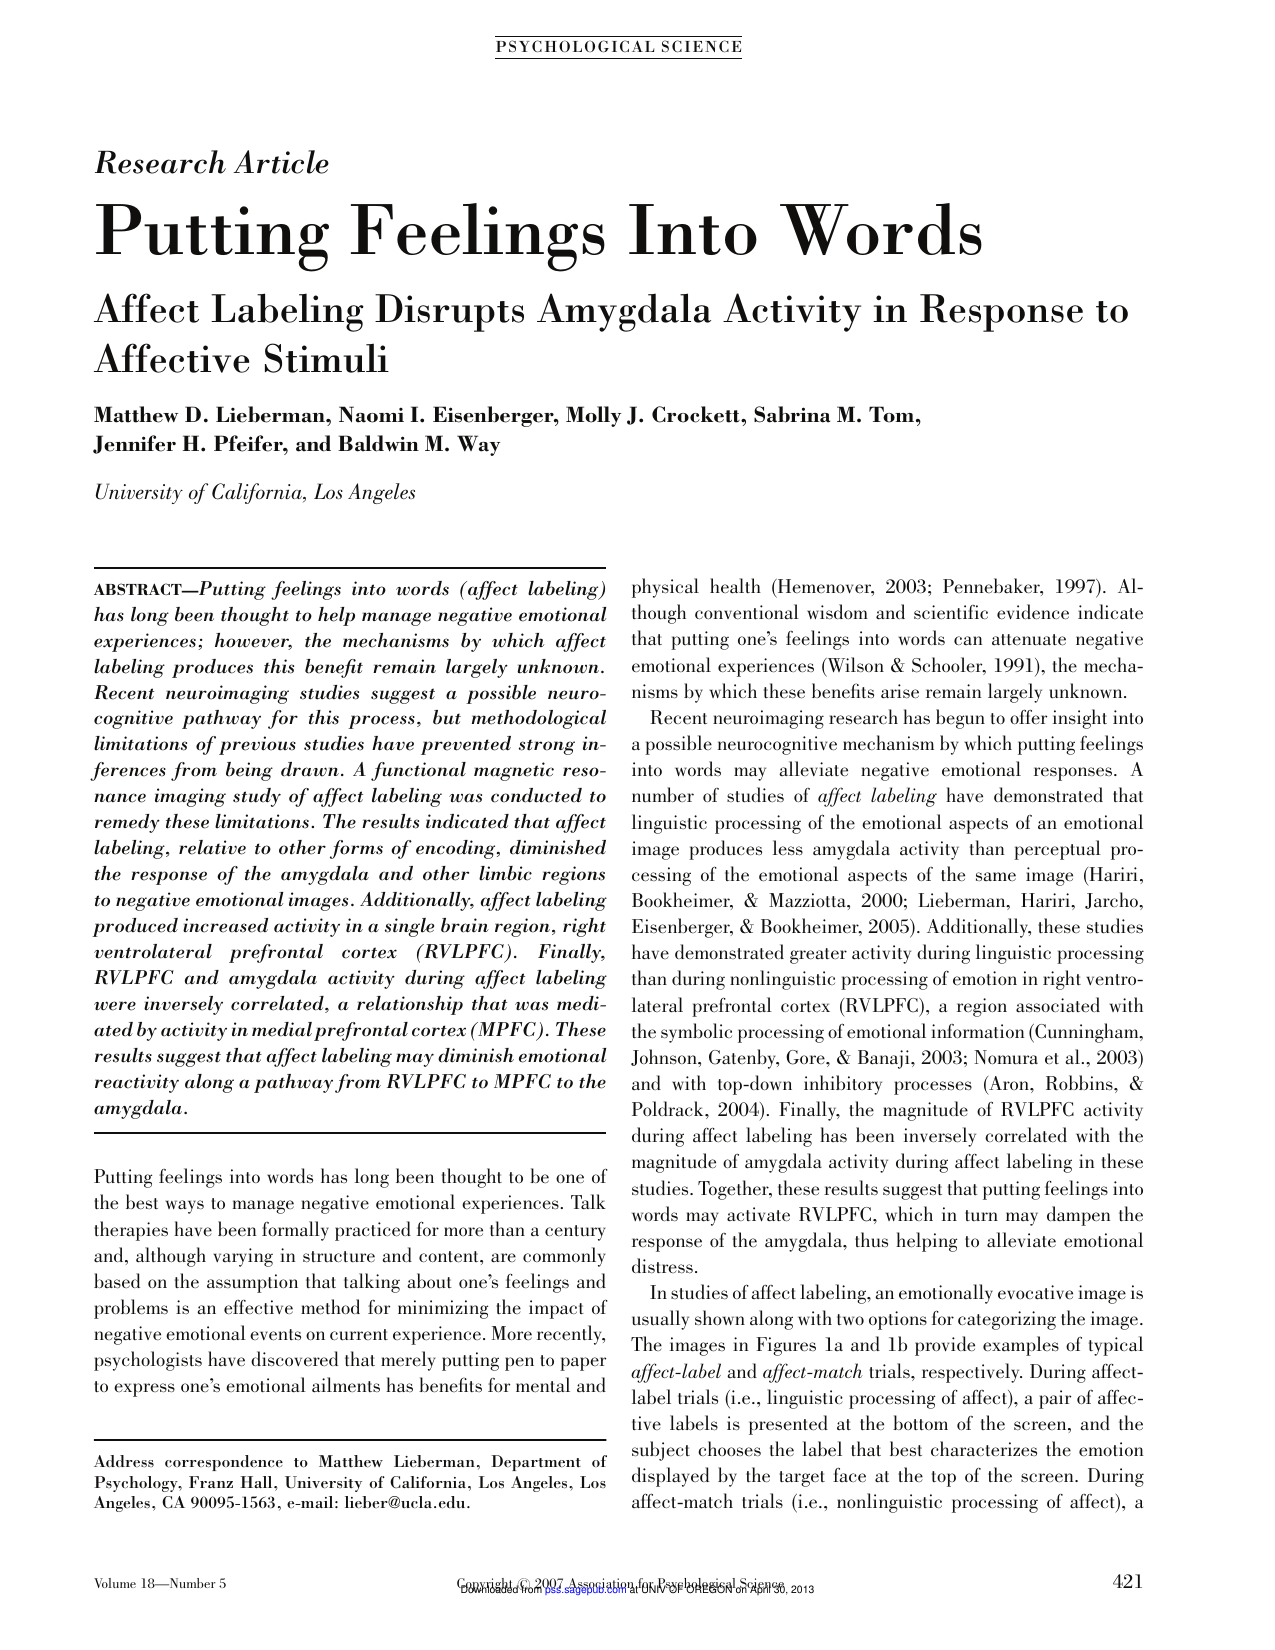 PSYCHOLOGICAL SCIENCE
Research Article
Putting Feelings Into Words
Affect Labeling Disrupts Amygdala Activity in Response to
Affective Stimuli
Matthew D. Lieberman, Naomi I. Eisenberger, Molly J. Crockett, Sabrina M. Tom,
Jennifer H. Pfeifer, and Baldwin M. Way
University of California, Los Angeles
ABSTRACT—Putting feelings into words (affect labeling)
has long been thought to help manage negative emotional
experiences; however, the mechanisms by which affect
labeling produces this benefit remain largely unknown.
Recent neuroimaging studies suggest a possible neuro-
cognitive pathway for this process, but methodological
limitations of previous studies have prevented strong in-
ferences from being drawn. A functional magnetic reso-
nance imaging study of affect labeling was conducted to
remedy these limitations. The results indicated that affect
labeling, relative to other forms of encoding, diminished
the response of the amygdala and other limbic regions
to negative emotional images. Additionally, affect labeling
produced increased activity in a single brain region, right
ventrolateral prefrontal cortex (RVLPFC). Finally,
RVLPFC and amygdala activity during affect labeling
were inversely correlated, a relationship that was medi-
ated by activity in medial prefrontal cortex (MPFC). These
results suggest that affect labeling may diminish emotional
reactivity along a pathway from RVLPFC to MPFC to the
amygdala.
Putting feelings into words has long been thought to be one of
the best ways to manage negative emotional experiences. Talk
therapies have been formally practiced for more than a century
and, although varying in structure and content, are commonly
based on the assumption that talking about one's feelings and
problems is an effective method for minimizing the impact of
negative emotional events on current experience. More recently,
psychologists have discovered that merely putting pen to paper
to express one's emotional ailments has benefits for mental and
Address correspondence to Matthew Lieberman, Department of
Psychology, Franz Hall, University of California, Los Angeles, Los
Angeles, CA 90095-1563, e-mail: lieber@ucla.edu.
physical health (Hemenover, 2003; Pennebaker, 1997). Al-
though conventional wisdom and scientific evidence indicate
that putting one's feelings into words can attenuate negative
emotional experiences (Wilson & Schooler, 1991), the mecha-
nisms by which these benefits arise remain largely unknown.
Recent neuroimaging research has begun to offer insight into
a possible neurocognitive mechanism by which putting feelings
into words may alleviate negative emotional responses. A
number of studies of affect labeling have demonstrated that
linguistic processing of the emotional aspects of an emotional
image produces less amygdala activity than perceptual pro-
cessing of the emotional aspects of the same image (Hariri,
Bookheimer, & Mazziotta, 2000; Lieberman, Hariri, Jarcho,
Eisenberger, & Bookheimer, 2005). Additionally, these studies
have demonstrated greater activity during linguistic processing
than during nonlinguistic processing of emotion in right ventro-
lateral prefrontal cortex (RVLPFC), a region associated with
the symbolic processing of emotional information (Cunningham,
Johnson, Gatenby, Gore, & Banaji, 2003; Nomura et al., 2003)
and with top-down inhibitory processes (Aron, Robbins, &
Poldrack, 2004). Finally, the magnitude of RVLPFC activity
during affect labeling has been inversely correlated with the
magnitude of amygdala activity during affect labeling in these
studies. Together, these results suggest that putting feelings into
words may activate RVLPFC, which in turn may dampen the
response of the amygdala, thus helping to alleviate emotional
distress.
In studies of affect labeling, an emotionally evocative image is
usually shown along with two options for categorizing the image.
The images in Figures 1a and 1b provide examples of typical
affect-label and affect-match trials, respectively. During affect-
label trials (i.e., linguistic processing of affect), a pair of affec-
tive labels is presented at the bottom of the screen, and the
subject chooses the label that best characterizes the emotion
displayed by the target face at the top of the screen. During
affect-match trials (i.e., nonlinguistic processing of affect), a
Volume 18—Number 5
Copyright © 2007 Association for Psychological Science
Downloaded from pss.sagepub.com at UNIV OF OREGON on April 30, 2013
421